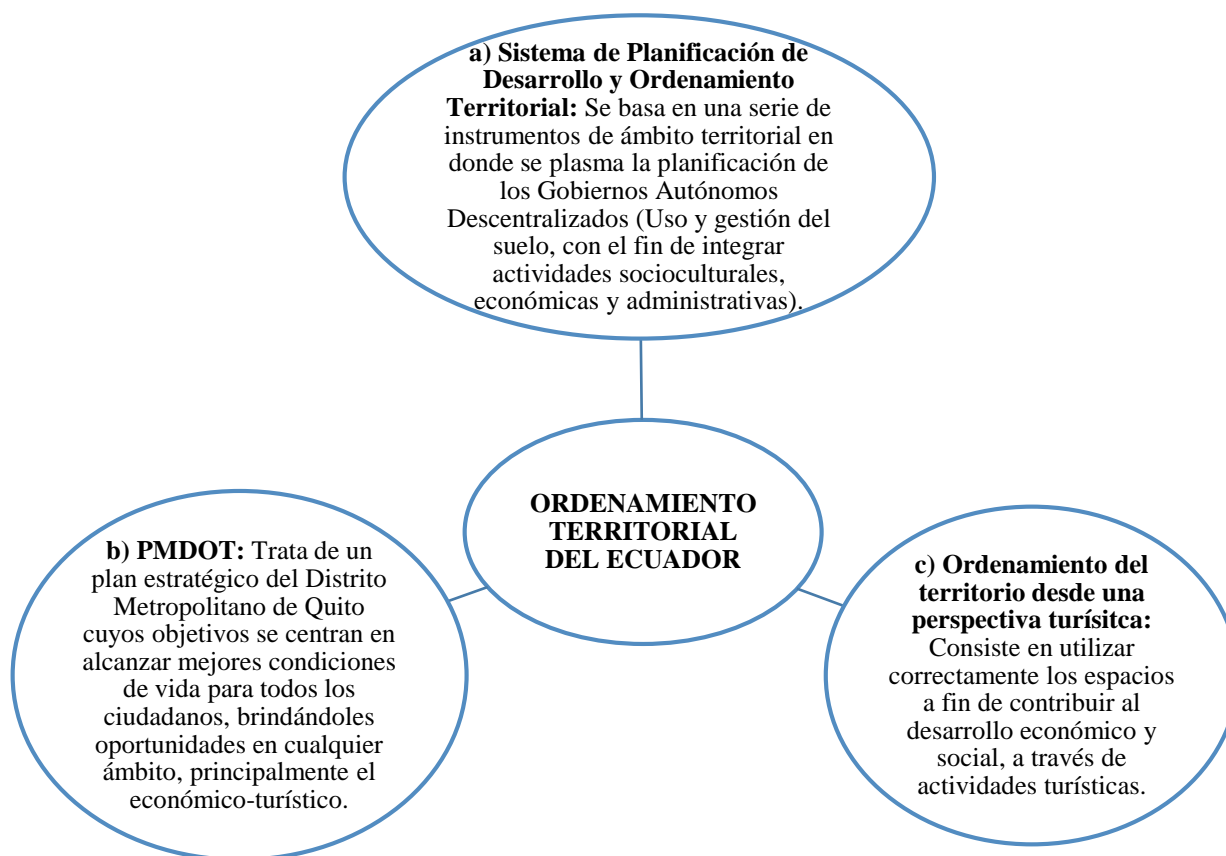 a) Sistema de Planificación de
Desarrollo y Ordenamiento
Territorial: Se basa en una serie de
instrumentos de ámbito territorial en
donde se plasma la planificación de
los Gobiernos Autónomos
Descentralizados (Uso y gestión del
suelo, con el fin de integrar
actividades socioculturales,
económicas y administrativas).
ORDENAMIENTO
TERRITORIAL
DEL ECUADOR
b) PMDOT: Trata de un
plan estratégico del Distrito
Metropolitano de Quito
cuyos objetivos se centran en
alcanzar mejores condiciones
de vida para todos los
ciudadanos, brindándoles
oportunidades en cualquier
ámbito, principalmente el
económico-turístico.
c) Ordenamiento del
territorio desde una
perspectiva turísitca:
Consiste en utilizar
correctamente los espacios
a fin de contribuir al
desarrollo económico y
social, a través de
actividades turísticas.